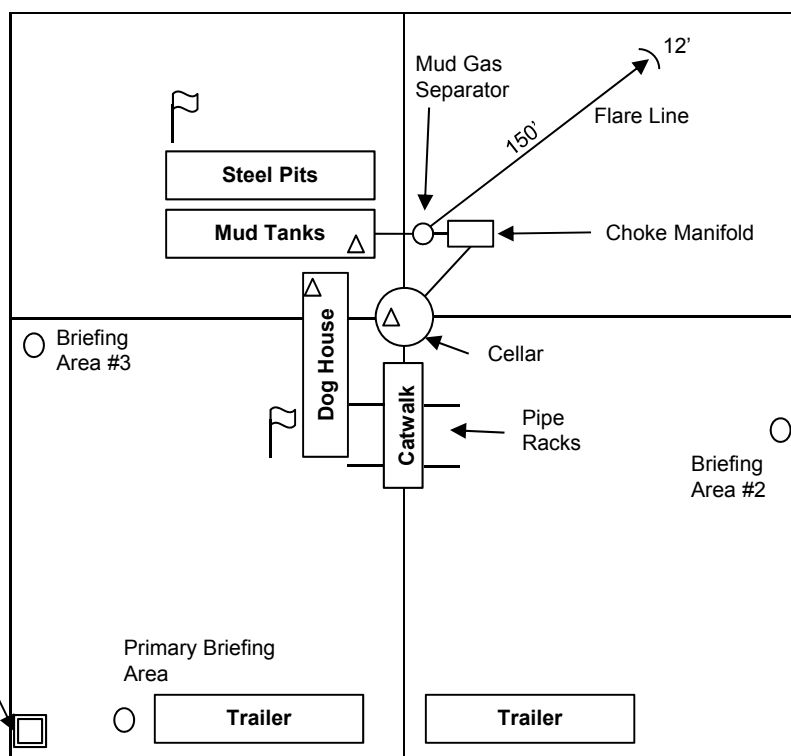 12’
Mud Gas
Separator
150’
Flare Line
Steel Pits
Mud Tanks
Choke Manifold
Briefing
Area #3
Dog House
Cellar
Catwalk
Pipe
Racks
Briefing
Area #2
Primary Briefing
Area
Trailer
Trailer